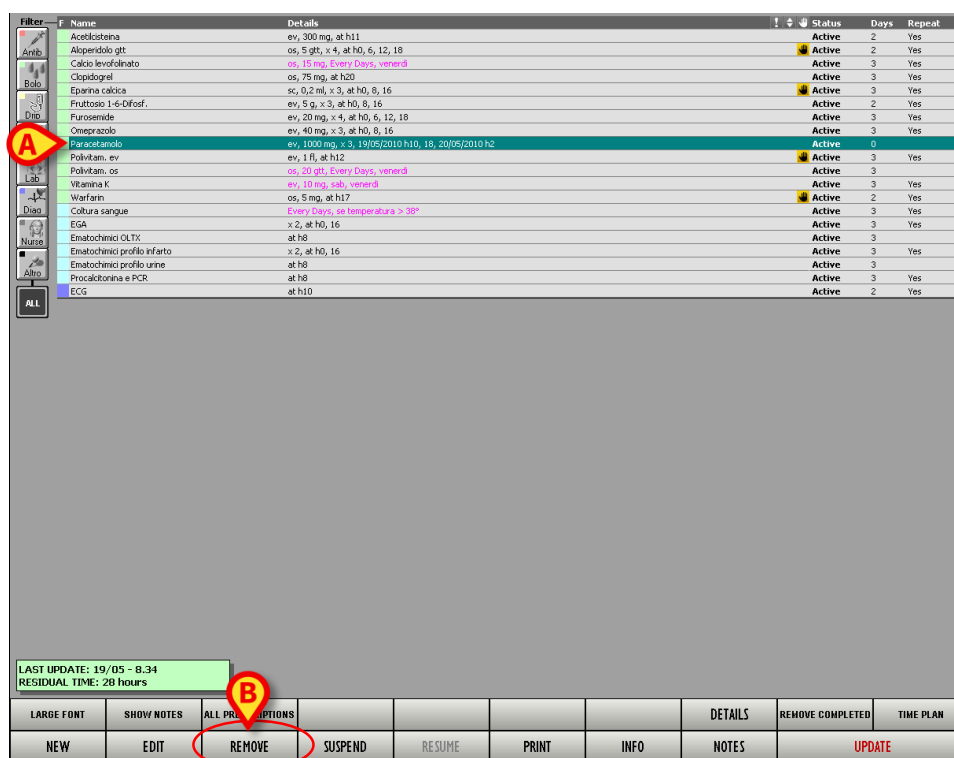 Filter F Name Details ! Status Days Repeat
Acetilcisteina ev, 300 mg, at h11 Active 2 Yes
Antib Aloperidolo gtt os, 5 gtt, x 4, at h0, 6, 12, 18 Active 2 Yes
Calcio levofolinato os, 15 mg, Every Days, venerdì Active 3 Yes
Bolo Clopidogrel os, 75 mg, at h20 Active 3 Yes
Eparina calcica sc, 0,2 ml, x 3, at h0, 8, 16 Active 3 Yes
Fruttosio 1-6-Difosf. ev, 5 g, x 3, at h0, 8, 16 Active 2 Yes
Drip Furosemide ev, 20 mg, x 4, at h0, 6, 12, 18 Active 3 Yes
Omeprazolo ev, 40 mg, x 3, at h0, 8, 16 Active 3 Yes
A Paracetamolo ev, 1000 mg, x 3, 19/05/2010 h10, 18, 20/05/2010 h2 Active 0
Polivitam. ev ev, 1 fl, at h12 Active 3 Yes
Lab Polivitam. os os, 20 gtt, Every Days, venerdì Active 3
Vitamina K ev, 10 mg, sab, venerdì Active 3 Yes
Warfarin os, 5 mg, at h17 Active 2 Yes
Diag Coltura sangue Every Days, se temperatura > 38° Active 3 Yes
EGA x 2, at h0, 16 Active 3 Yes
Nurse Ematochimici OLTX at h8 Active 3
Ematochimici profilo infarto x 2, at h0, 16 Active 3 Yes
Ematochimici profilo urine at h8 Active 3
Altro Procalcitonina e PCR at h8 Active 3 Yes
ECG at h10 Active 2 Yes
ALL
LAST UPDATE: 19/05 - 8.34
RESIDUAL TIME: 28 hours
B
LARGE FONT SHOW NOTES ALL PRESCRIPTIONS DETAILS REMOVE COMPLETED TIME PLAN
NEW EDIT REMOVE SUSPEND RESUME PRINT INFO NOTES UPDATE